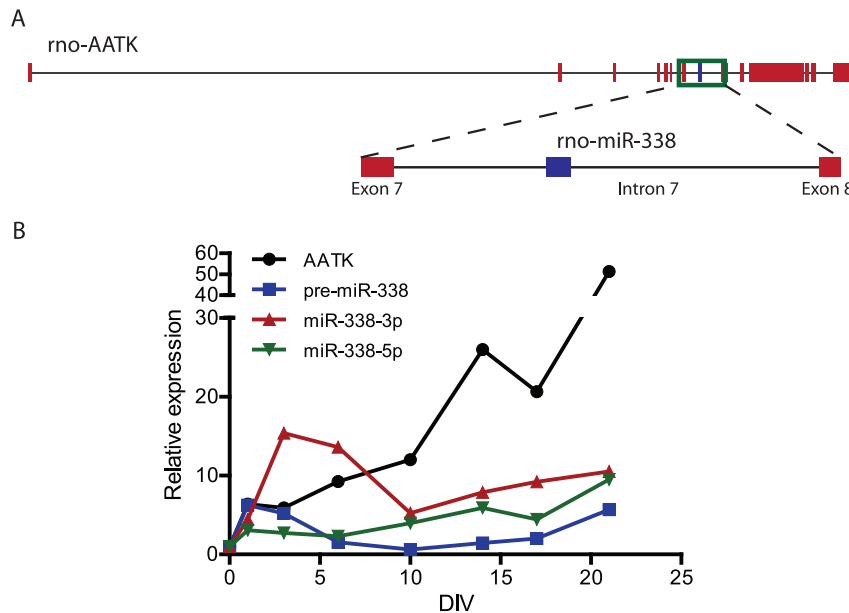 A
rno-AATK
rno-miR-338
Exon 7
Intron 7
Exon 8
B
60
50
40
30
20
10
0
Relative expression
AATK
pre-miR-338
miR-338-3p
miR-338-5p
0
5
10
15
20
25
DIV